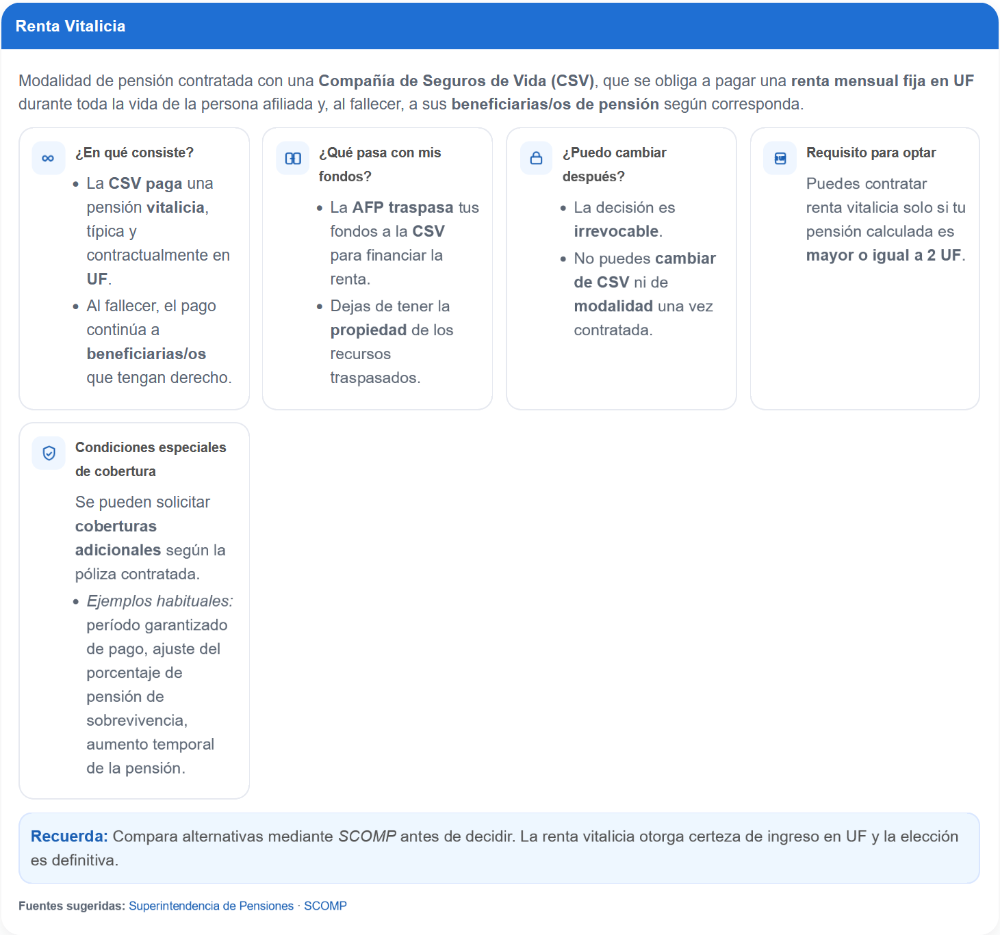 Renta Vitalicia
Modalidad de pensión contratada con una Compañía de Seguros de Vida (CSV), que se obliga a pagar una renta mensual fija en UF
durante toda la vida de la persona afiliada y, al fallecer, a sus beneficiarias/os de pensión según corresponda.
¿En qué consiste?
• La CSV paga una
pensión vitalicia,
típica y
contractualmente en
UF.
• Al fallecer, el pago
continúa a
beneficiarias/os
que tengan derecho.
¿Qué pasa con mis
fondos?
• La AFP traspasa tus
fondos a la CSV
para financiar la
renta.
• Dejas de tener la
propiedad de los
recursos
traspasados.
¿Puedo cambiar
después?
• La decisión es
irrevocable.
• No puedes cambiar
de CSV ni de
modalidad una vez
contratada.
Requisito para optar
Puedes contratar
renta vitalicia solo si tu
pensión calculada es
mayor o igual a 2 UF.
Condiciones especiales
de cobertura
Se pueden solicitar
coberturas
adicionales según la
póliza contratada.
• Ejemplos habituales:
período garantizado
de pago, ajuste del
porcentaje de
pensión de
sobrevivencia,
aumento temporal
de la pensión.
Recuerda: Compara alternativas mediante SCOMP antes de decidir. La renta vitalicia otorga certeza de ingreso en UF y la elección
es definitiva.
Fuentes sugeridas: Superintendencia de Pensiones · SCOMP